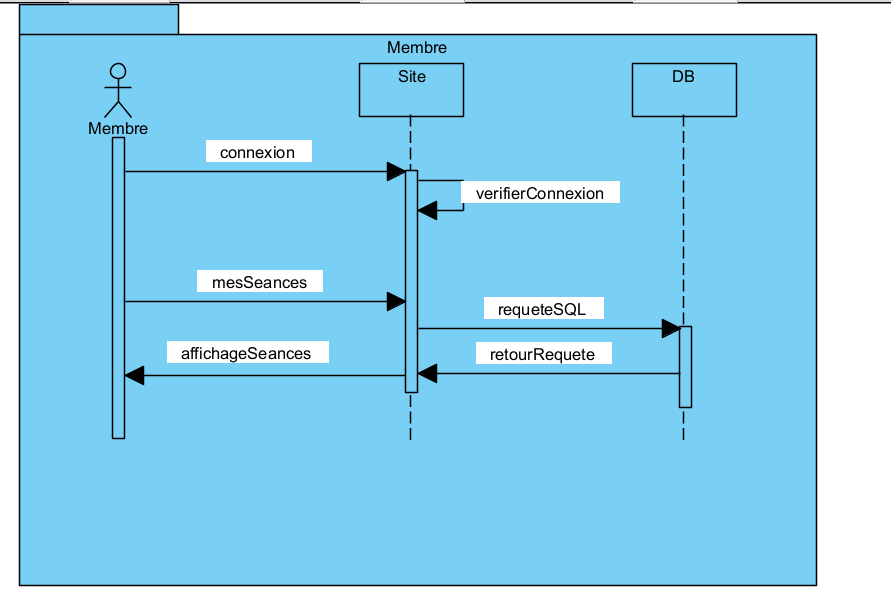 Membre
Site
DB
Membre
connexion
verifierConnexion
mesSeances
requeteSQL
affichageSeances
retourRequete